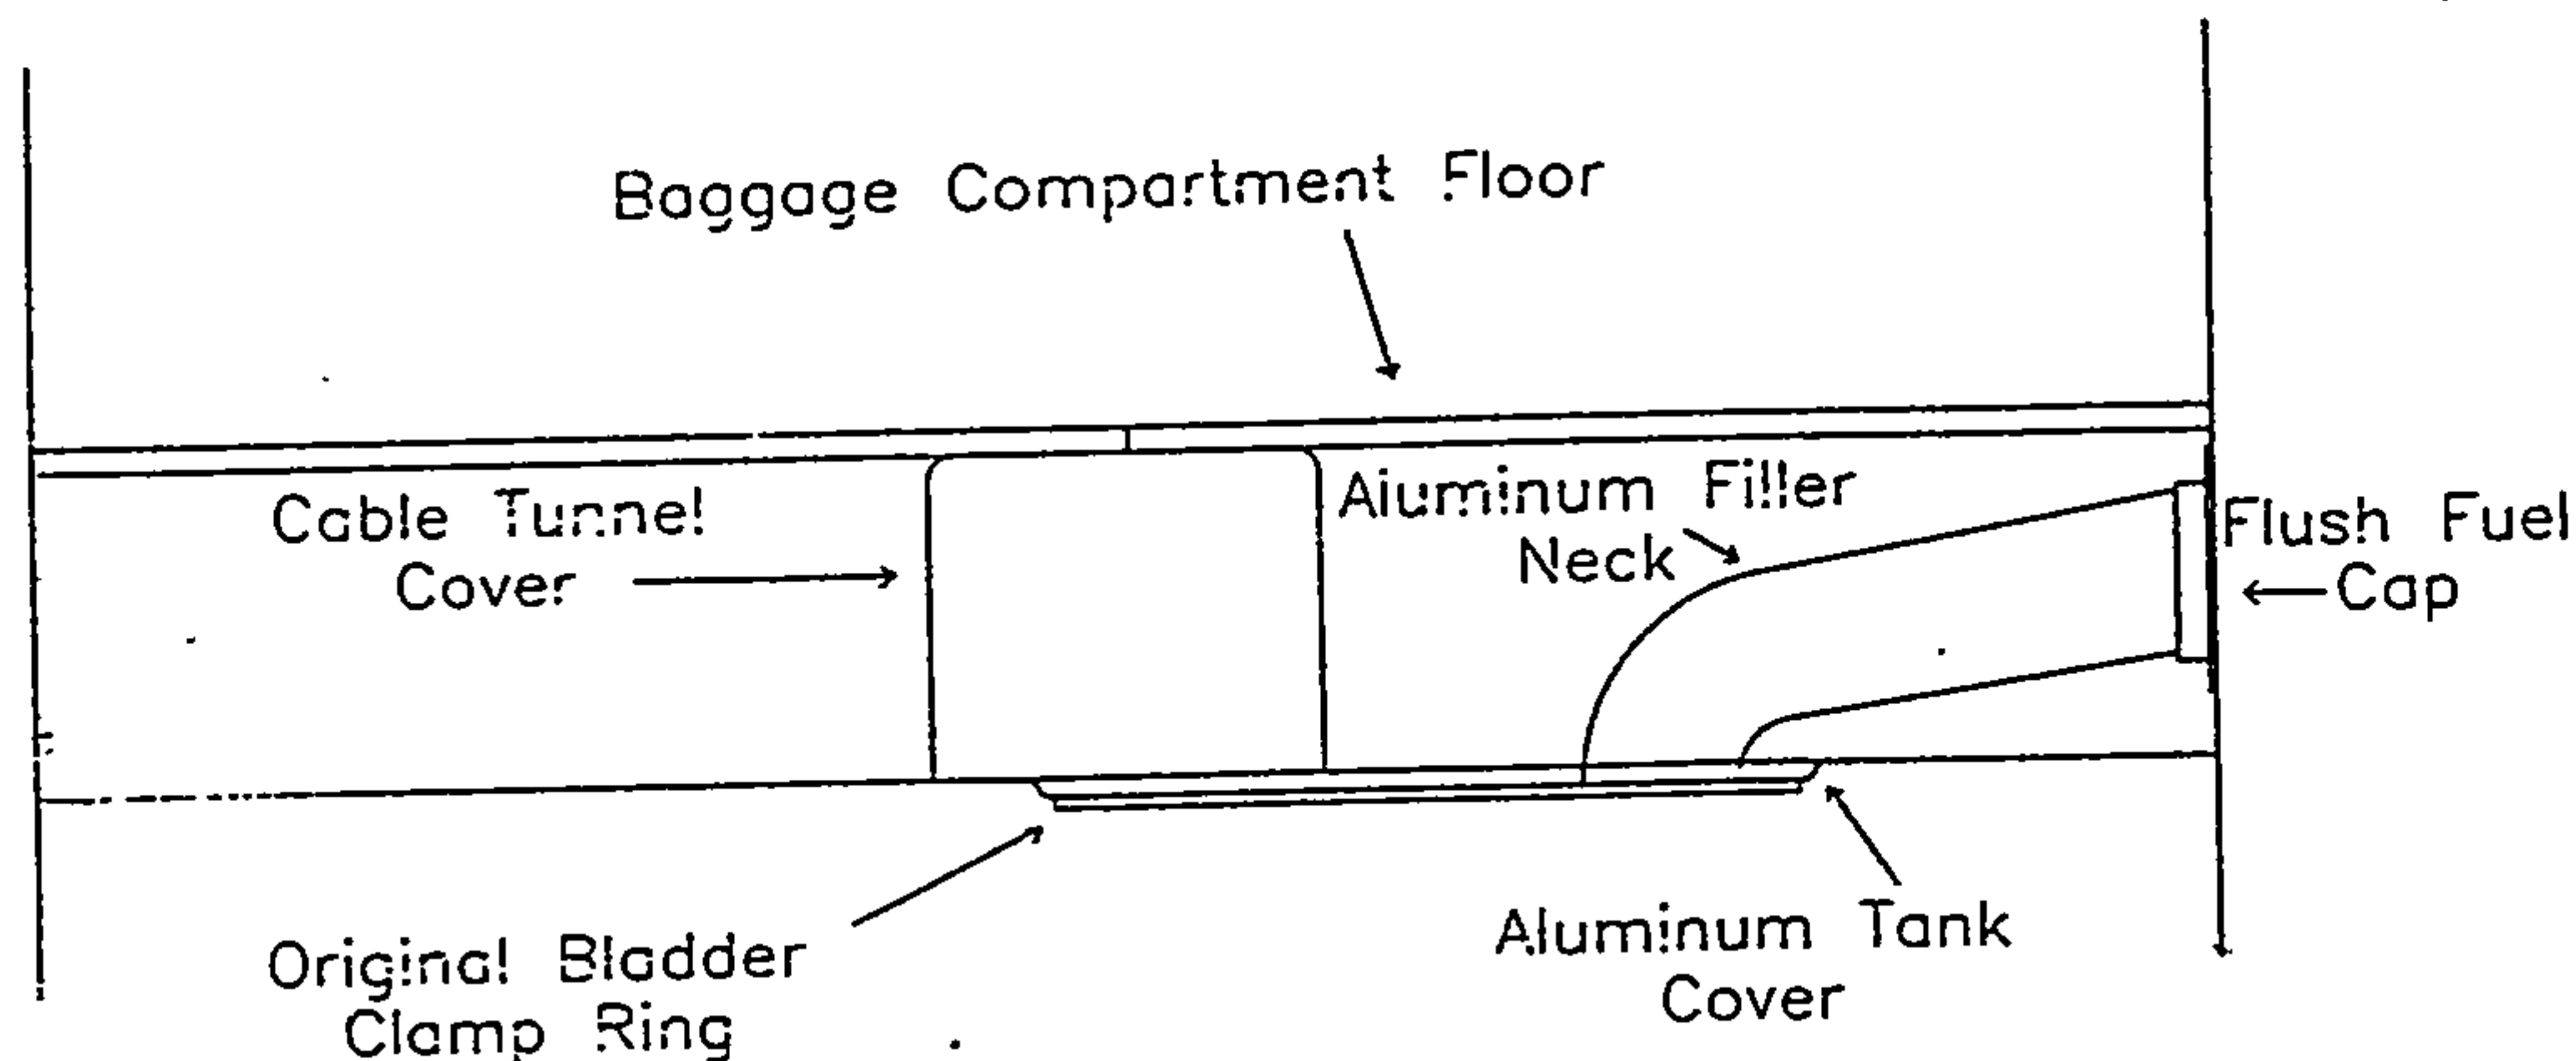 Baggage Compartment Floor
Cable Tunnel
Cover
Aluminum Filler
Neck
Flush Fuel
Cap
Original Bladder
Clamp Ring
Aluminum Tank
Cover